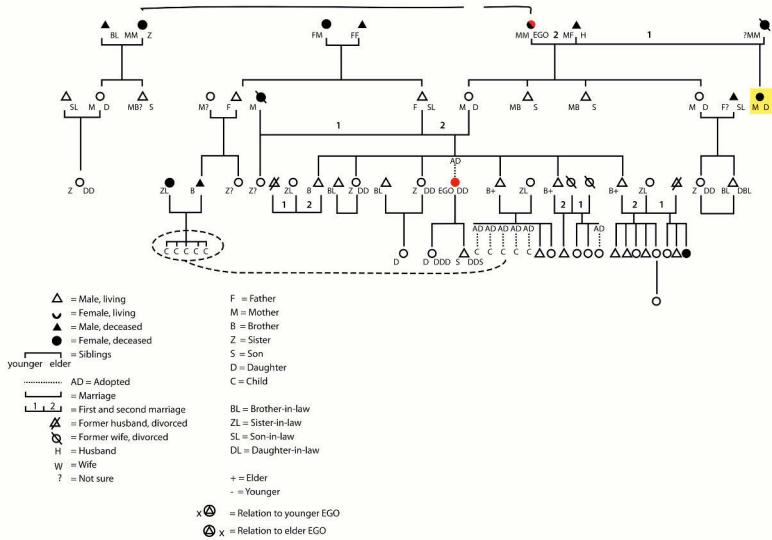 BL MM Z FM FF MM EGO 2 MF H 1 ?MM
SL M D MB? S M? F M 1 F SL 2 M D MB S MB S M D F? SL M D
AD
Z DD ZL B Z? Z? ZL B BL Z DD BL Z DD EGO DD B+ ZL B+ B+ ZL Z DD BL DBL
1 2 2 1 2 1
AD AD AD AD AD AD
C C C C C C C C C C
D D DDD S DDS
= Male, living
= Female, living
= Male, deceased
= Female, deceased
= Siblings
younger elder
AD = Adopted
= Marriage
1 2 = First and second marriage
= Former husband, divorced
= Former wife, divorced
H = Husband
W = Wife
? = Not sure
F = Father
M = Mother
B = Brother
Z = Sister
S = Son
D = Daughter
C = Child
BL = Brother-in-law
ZL = Sister-in-law
SL = Son-in-law
DL = Daughter-in-law
+ = Elder
- = Younger
x = Relation to younger EGO
x = Relation to elder EGO